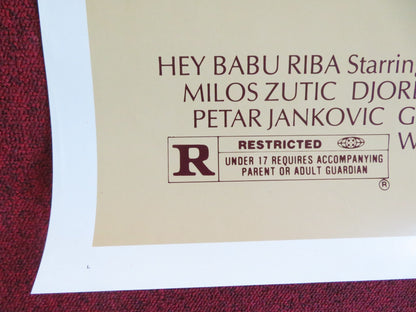 HEY BABU RIBA Starring
MILOS ZUTIC DJOR
PETAR JANKOVIC G
W
R
RESTRICTED
UNDER 17 REQUIRES ACCOMPANYING
PARENT OR ADULT GUARDIAN
®
L